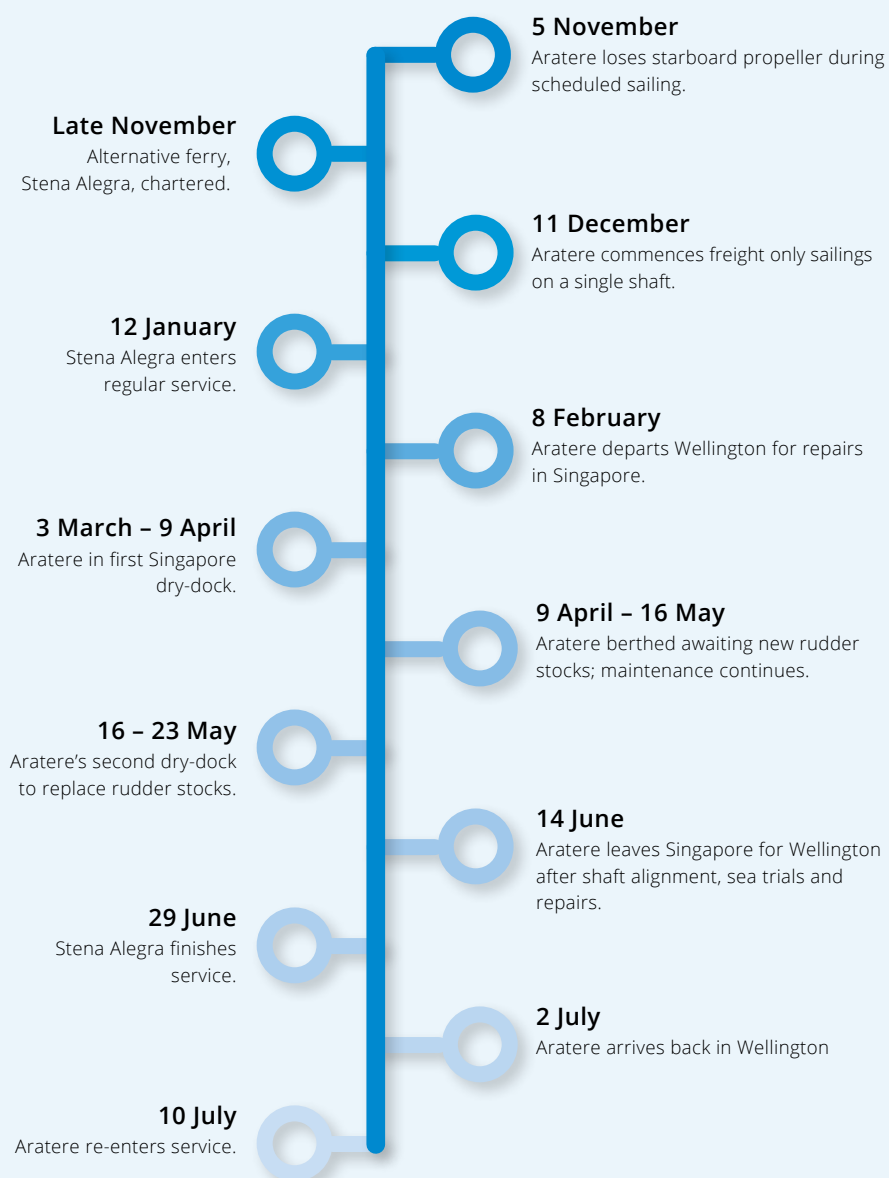 5 November
Aratere loses starboard propeller during
scheduled sailing.
Late November
Alternative ferry,
Stena Alegra, chartered.
11 December
Aratere commences freight only sailings
on a single shaft.
12 January
Stena Alegra enters
regular service.
8 February
Aratere departs Wellington for repairs
in Singapore.
3 March – 9 April
Aratere in first Singapore
dry-dock.
9 April – 16 May
Aratere berthed awaiting new rudder
stocks; maintenance continues.
16 – 23 May
Aratere’s second dry-dock
to replace rudder stocks.
14 June
Aratere leaves Singapore for Wellington
after shaft alignment, sea trials and
repairs.
29 June
Stena Alegra finishes
service.
2 July
Aratere arrives back in Wellington
10 July
Aratere re-enters service.